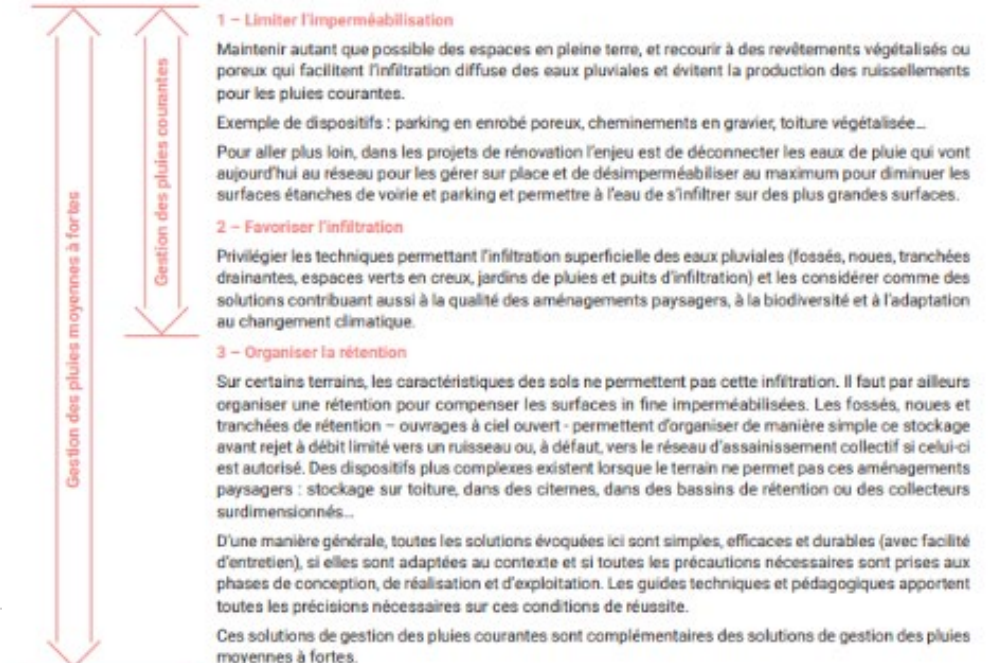 Gestion des pluies moyennes à fortes
Gestion des pluies courantes
1 – Limiter l'imperméabilisation
Maintenir autant que possible des espaces en pleine terre, et recourir à des revêtements végétalisés ou
poreux qui facilitent l'infiltration diffuse des eaux pluviales et évitent la production des ruissellements
pour les pluies courantes.
Exemple de dispositifs : parking en enrobé poreux, cheminements en gravier, toiture végétalisée...
Pour aller plus loin, dans les projets de rénovation l'enjeu est de déconnecter les eaux de pluie qui vont
aujourd'hui au réseau pour les gérer sur place et de désimperméabiliser au maximum pour diminuer les
surfaces étanches de voirie et parking et permettre à l'eau de s'infiltrer sur des plus grandes surfaces.
2 – Favoriser l'infiltration
Privilégier les techniques permettant l'infiltration superficielle des eaux pluviales (fossés, noues, tranchées
drainantes, espaces verts en creux, jardins de pluies et puits d'infiltration) et les considérer comme des
solutions contribuant aussi à la qualité des aménagements paysagers, à la biodiversité et à l'adaptation
au changement climatique.
3 – Organiser la rétention
Sur certains terrains, les caractéristiques des sols ne permettent pas cette infiltration. Il faut par ailleurs
organiser une rétention pour compenser les surfaces in fine imperméabilisées. Les fossés, noues et
tranchées de rétention – ouvrages à ciel ouvert - permettent d'organiser de manière simple ce stockage
avant rejet à débit limité vers un ruisseau ou, à défaut, vers le réseau d'assainissement collectif si celui-ci
est autorisé. Des dispositifs plus complexes existent lorsque le terrain ne permet pas ces aménagements
paysagers : stockage sur toiture, dans des citernes, dans des bassins de rétention ou des collecteurs
surdimensionnés...
D'une manière générale, toutes les solutions évoquées ici sont simples, efficaces et durables (avec facilité
d'entretien), si elles sont adaptées au contexte et si toutes les précautions nécessaires sont prises aux
phases de conception, de réalisation et d'exploitation. Les guides techniques et pédagogiques apportent
toutes les précisions nécessaires sur ces conditions de réussite.
Ces solutions de gestion des pluies courantes sont complémentaires des solutions de gestion des pluies
moyennes à fortes.